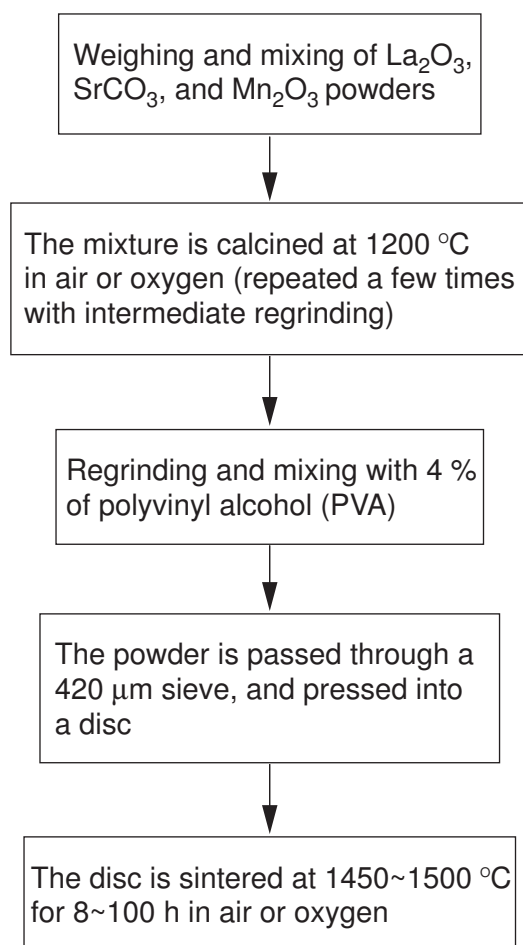 Weighing and mixing of La₂O₃,
SrCO₃, and Mn₂O₃ powders
The mixture is calcined at 1200 °C
in air or oxygen (repeated a few times
with intermediate regrinding)
Regrinding and mixing with 4 %
of polyvinyl alcohol (PVA)
The powder is passed through a
420 μm sieve, and pressed into
a disc
The disc is sintered at 1450~1500 °C
for 8~100 h in air or oxygen